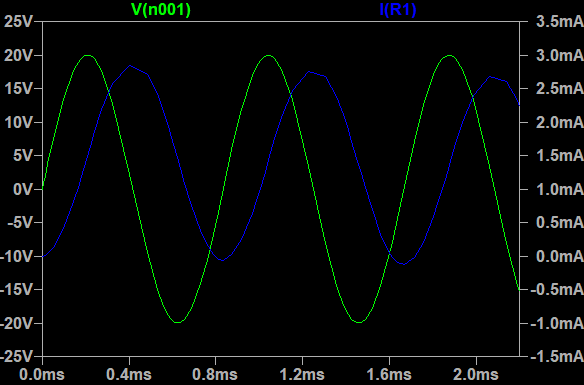 V(n001) I(R1)
25V 3.5mA
20V 3.0mA
15V 2.5mA
10V 2.0mA
5V 1.5mA
0V 1.0mA
-5V 0.5mA
-10V 0.0mA
-15V -0.5mA
-20V -1.0mA
-25V -1.5mA
0.0ms 0.4ms 0.8ms 1.2ms 1.6ms 2.0ms